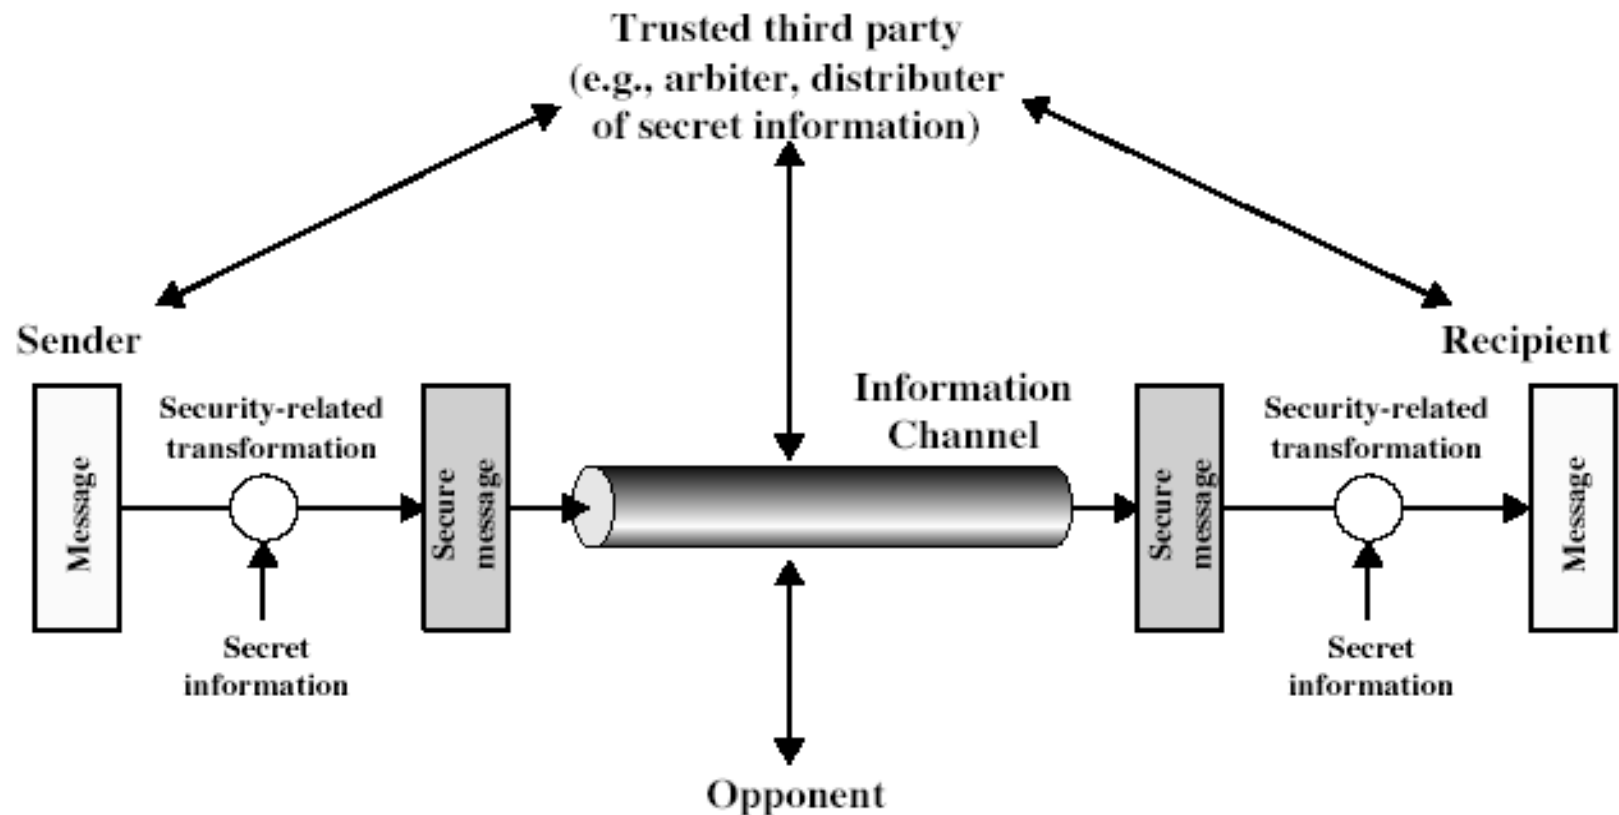 Trusted third party
(e.g., arbiter, distributer
of secret information)
Sender
Recipient
Information
Channel
Security-related
transformation
Security-related
transformation
Message
Secure
message
Secure
message
Message
Secret
information
Secret
information
Opponent